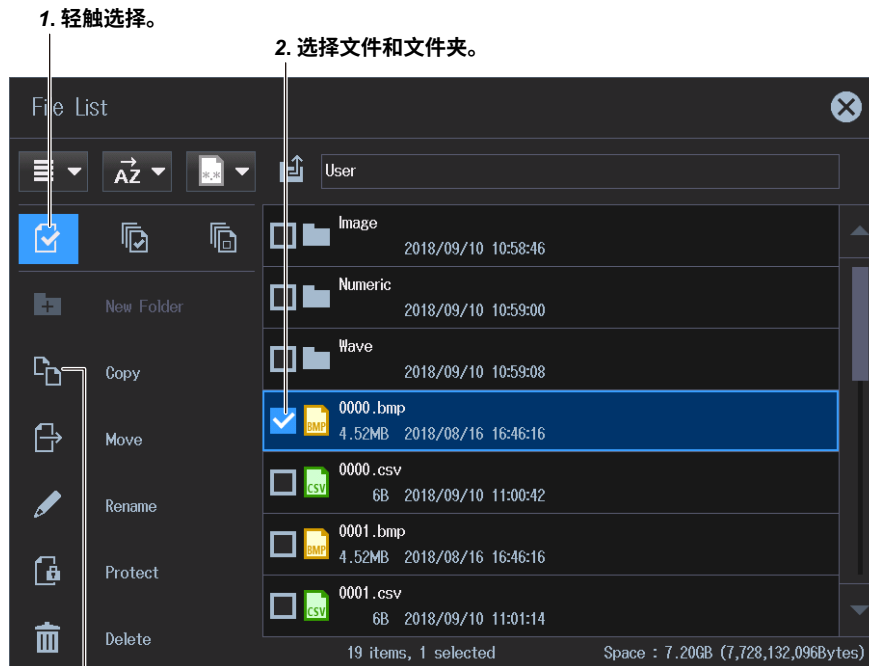 1. 轻触选择。
2. 选择文件和文件夹。
File List
AZ
*.*
User
Image
2018/09/10 10:58:46
New Folder
Numeric
2018/09/10 10:59:00
Copy
Wave
2018/09/10 10:59:08
Move
BMP
0000.bmp
4.52MB 2018/08/16 16:46:16
Rename
CSV
0000.csv
6B 2018/09/10 11:00:42
Protect
BMP
0001.bmp
4.52MB 2018/08/16 16:46:16
Delete
CSV
0001.csv
6B 2018/09/10 11:01:14
19 items, 1 selected
Space : 7.20GB (7,728,132,096Bytes)